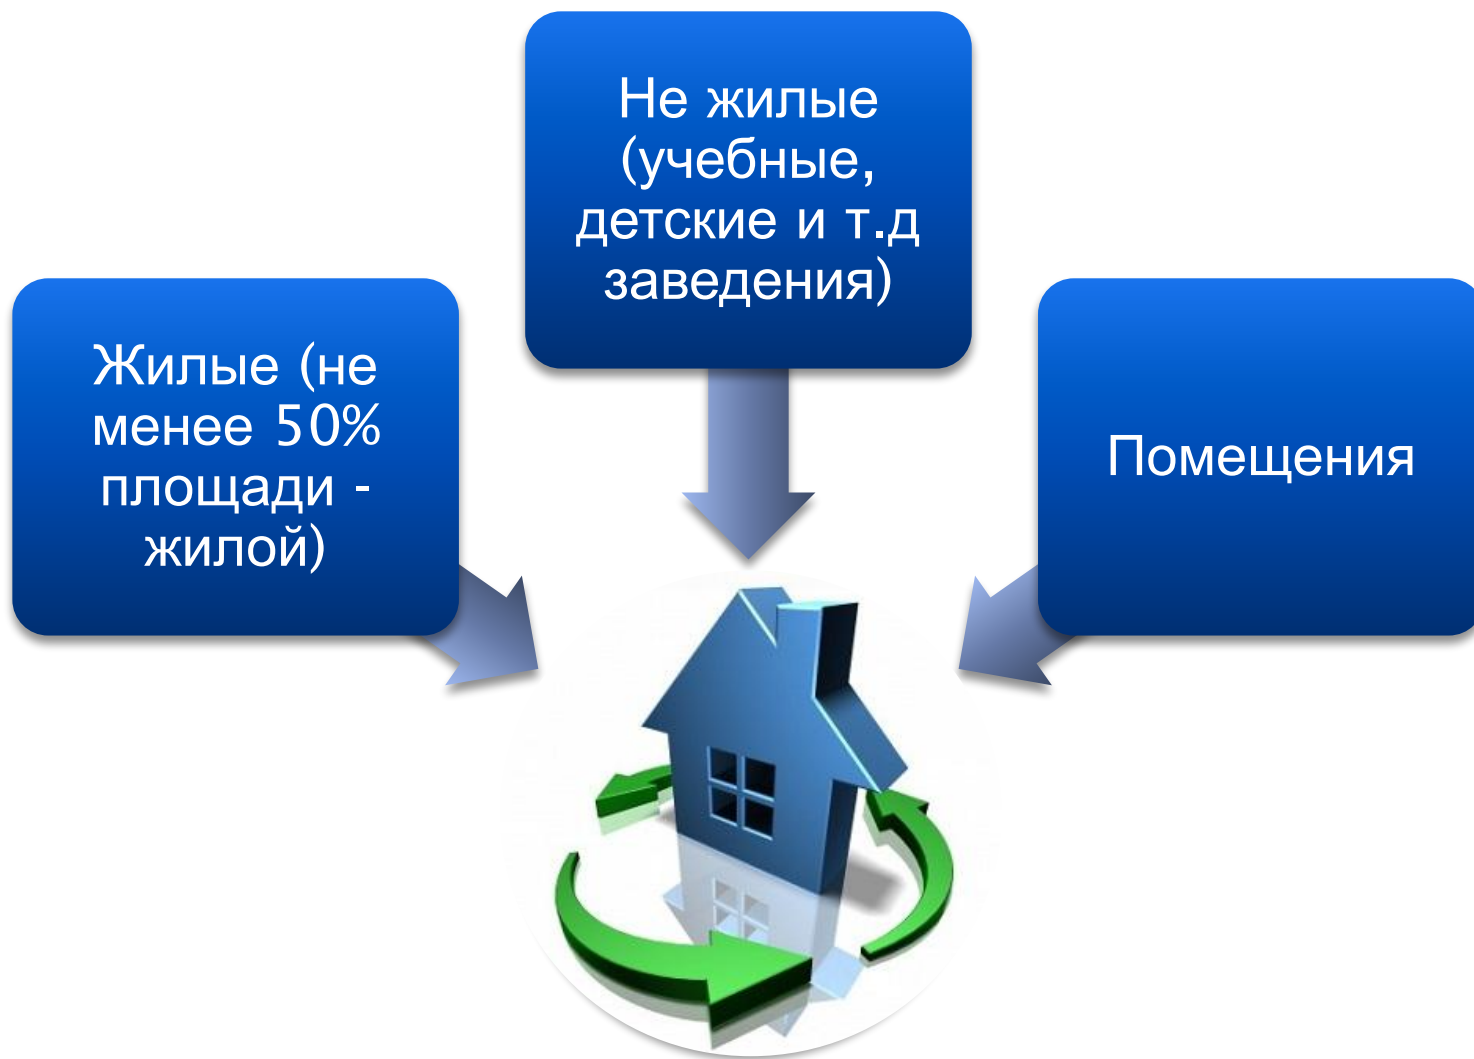 Не жилые
(учебные,
детские и т.д
заведения)
Жилые (не
менее 50%
площади -
жилой)
Помещения